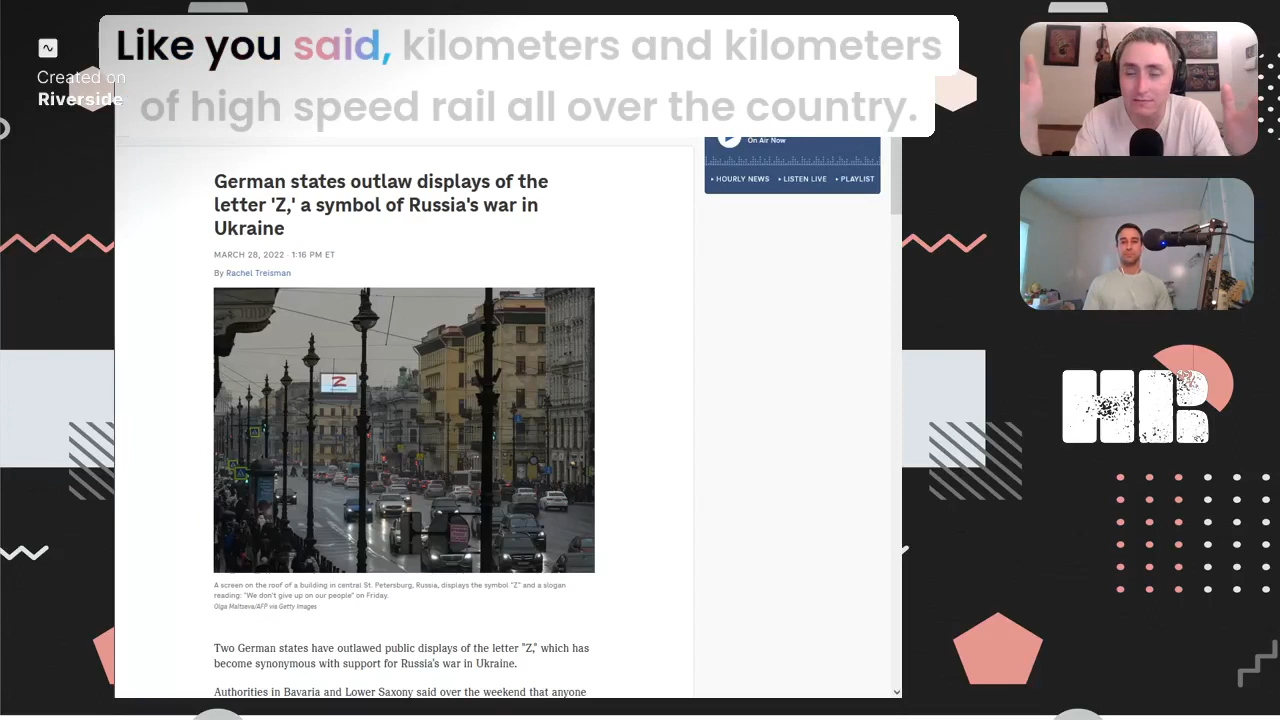 Like you said, kilometers and kilometers
of high speed rail all over the country.
Created on
Riverside
On Air Now
HOURLY NEWS
LISTEN LIVE
PLAYLIST
German states outlaw displays of the
letter 'Z,' a symbol of Russia's war in
Ukraine
MARCH 28, 2022 · 1:16 PM ET
By Rachel Treisman
Z
A screen on the roof of a building in central St. Petersburg, Russia, displays the symbol "Z" and a slogan
reading: "We don't give up on our people" on Friday.
Olga Maltseva/AFP via Getty Images
Two German states have outlawed public displays of the letter "Z," which has
become synonymous with support for Russia's war in Ukraine.
Authorities in Bavaria and Lower Saxony said over the weekend that anyone